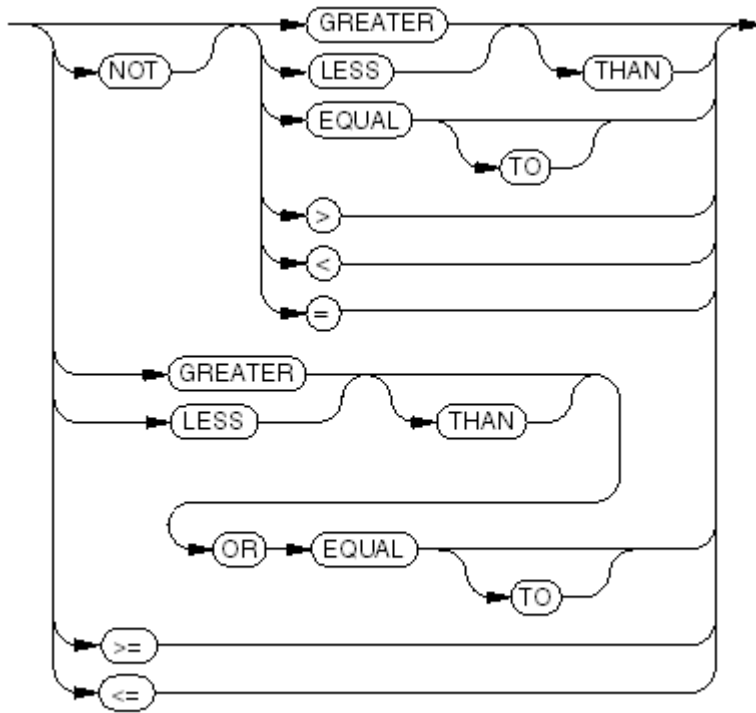 GREATER
NOT LESS THAN
EQUAL
TO
>
<
=
GREATER
LESS THAN
OR EQUAL
TO
>=
<=